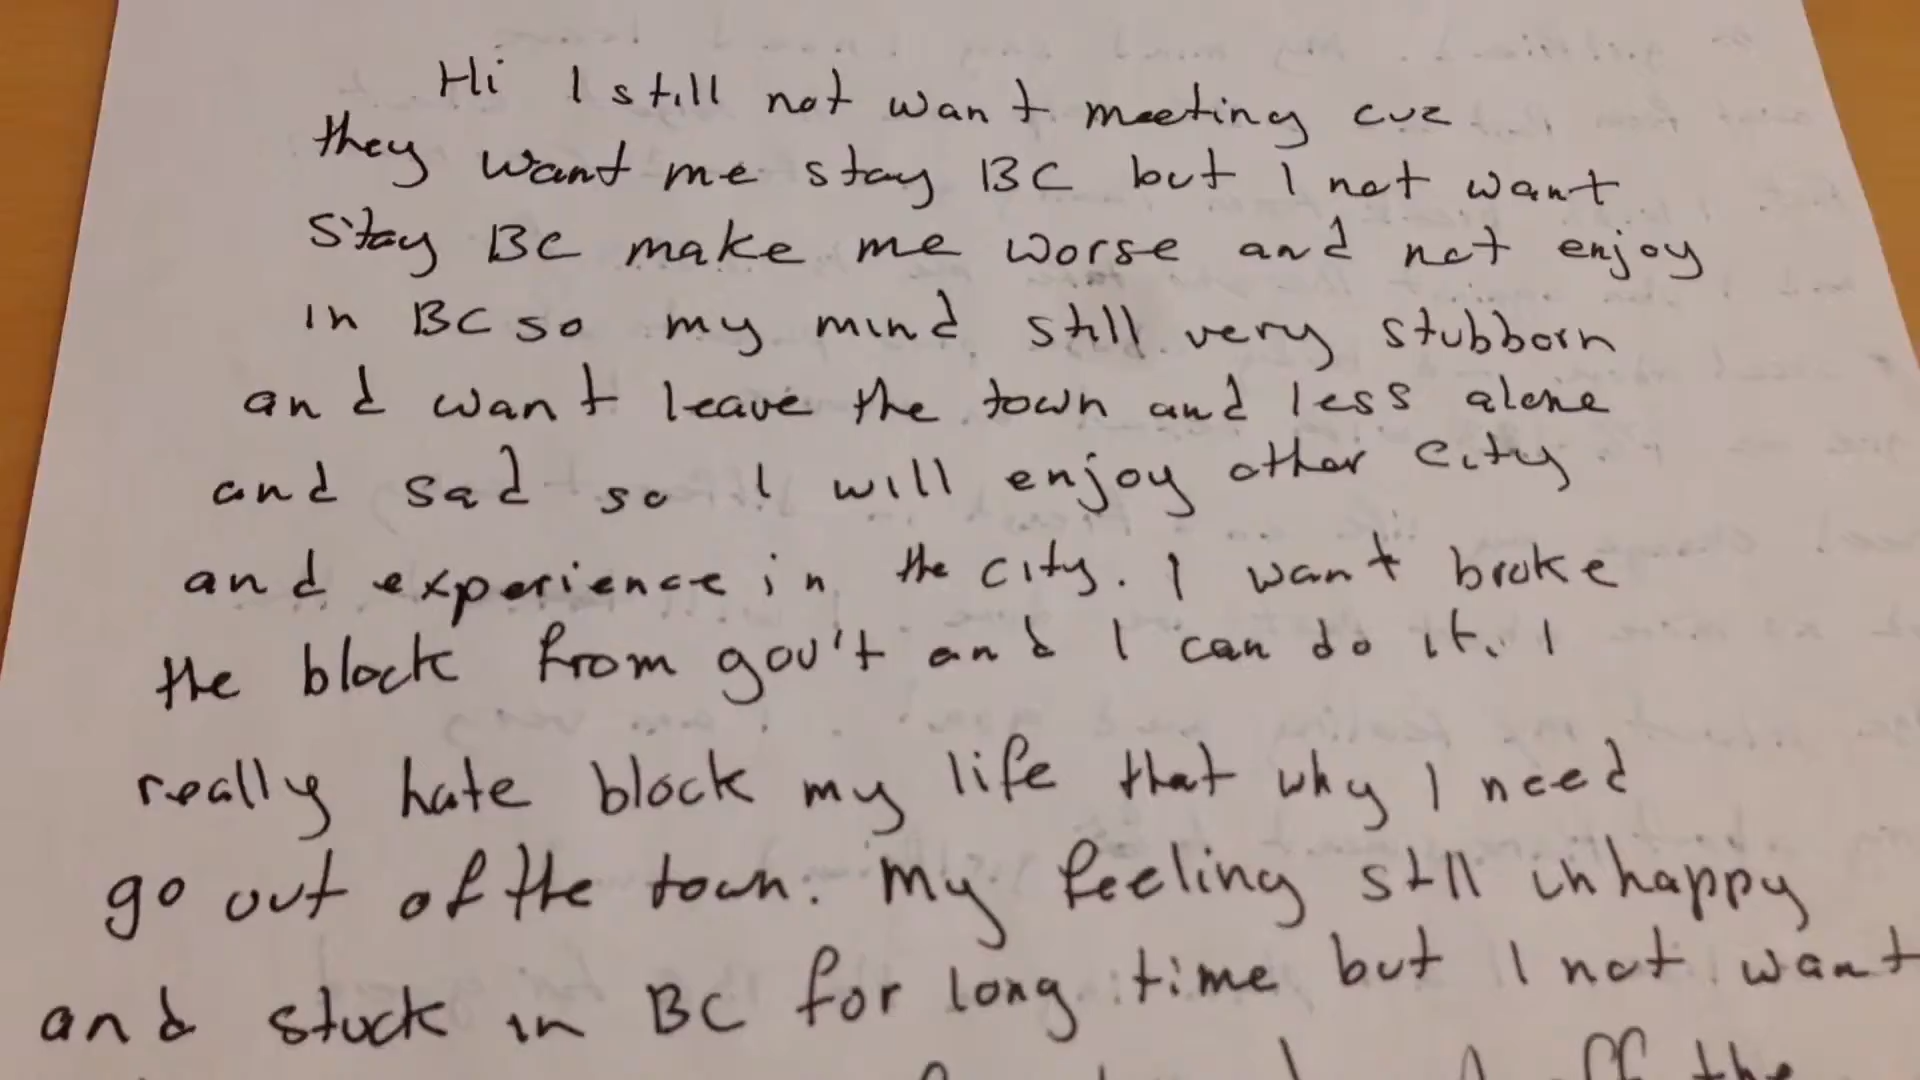 Hi I still not want meeting cuz
they want me stay BC but I not want
stay BC make me worse and not enjoy
in BC so my mind still very stubborn
and want leave the town and less alone
and sad so I will enjoy other city
and experience in the city. I want broke
the block from gov't and I can do it. I
really hate block my life that why I need
go out of the town. My feeling still unhappy
and stuck in BC for long time but I not want
off the